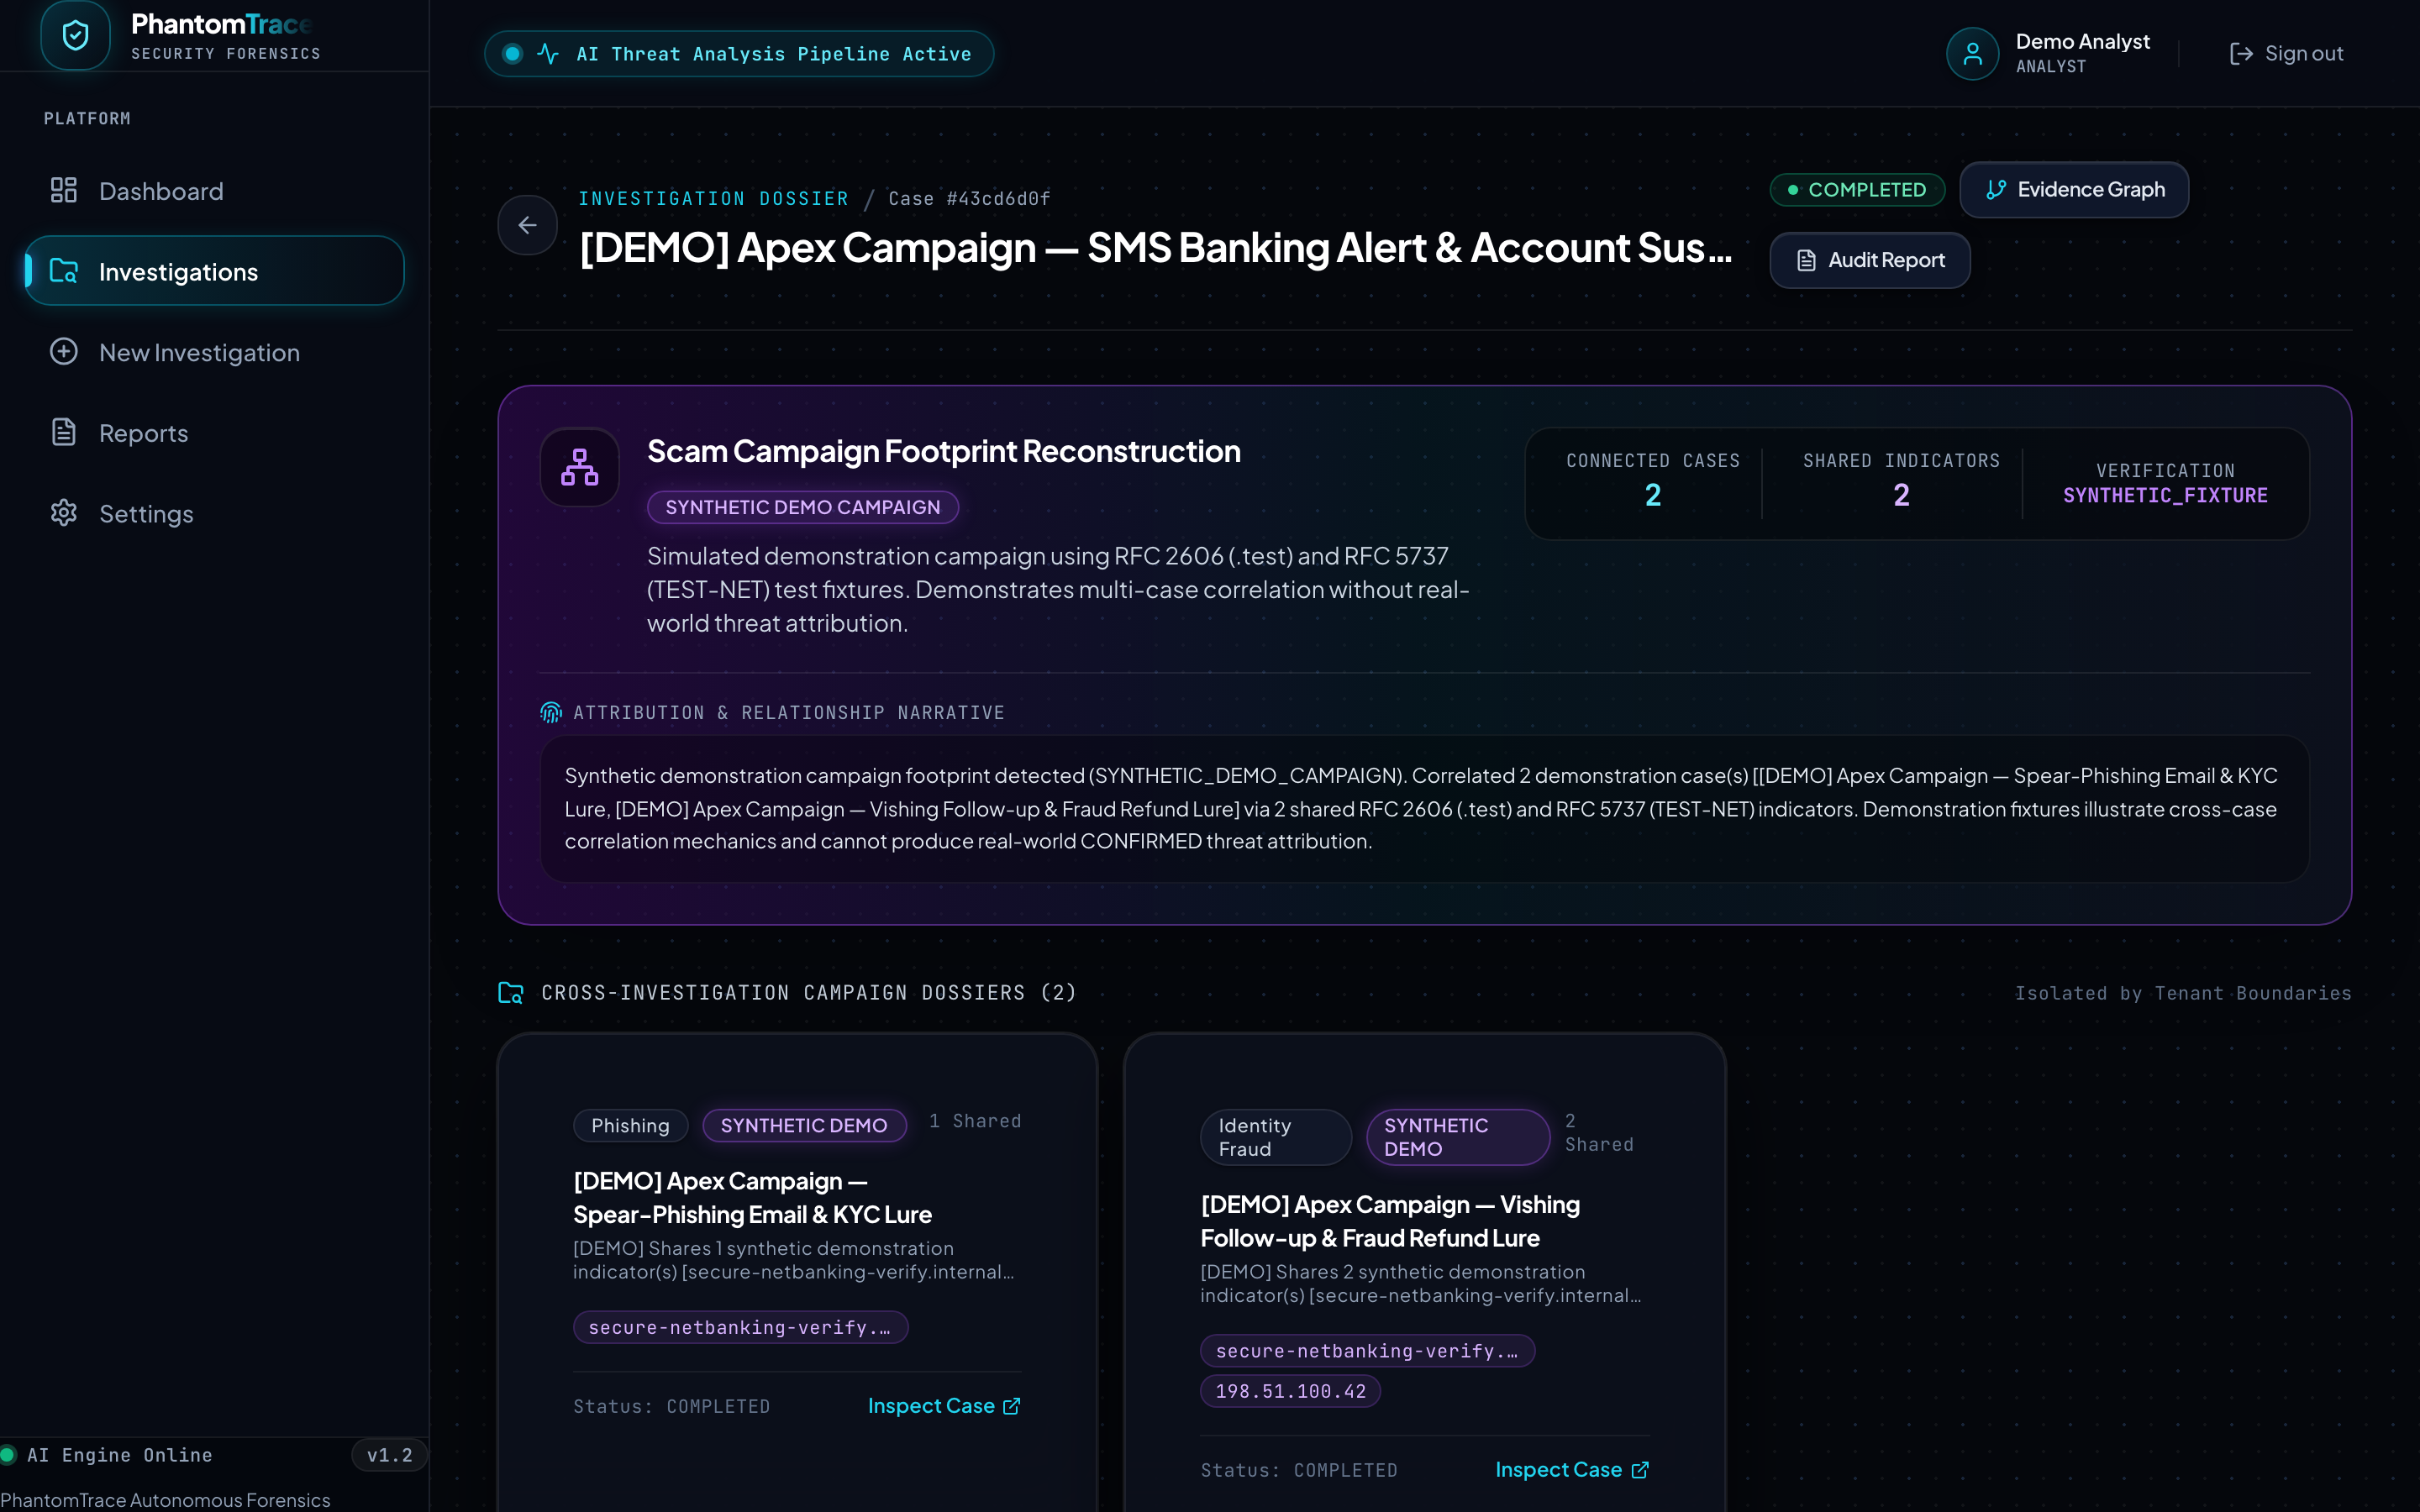 PhantomTrace
SECURITY FORENSICS
PLATFORM
Dashboard
Investigations
New Investigation
Reports
Settings
AI Engine Online
v1.2
PhantomTrace Autonomous Forensics
AI Threat Analysis Pipeline Active
Demo Analyst
ANALYST
Sign out
INVESTIGATION DOSSIER / Case #43cd6d0f
[DEMO] Apex Campaign — SMS Banking Alert & Account Sus...
COMPLETED
Evidence Graph
Audit Report
Scam Campaign Footprint Reconstruction
SYNTHETIC DEMO CAMPAIGN
Simulated demonstration campaign using RFC 2606 (.test) and RFC 5737
(TEST-NET) test fixtures. Demonstrates multi-case correlation without real-
world threat attribution.
CONNECTED CASES
2
SHARED INDICATORS
2
VERIFICATION
SYNTHETIC_FIXTURE
ATTRIBUTION & RELATIONSHIP NARRATIVE
Synthetic demonstration campaign footprint detected (SYNTHETIC_DEMO_CAMPAIGN). Correlated 2 demonstration case(s) [[DEMO] Apex Campaign — Spear-Phishing Email & KYC
Lure, [DEMO] Apex Campaign — Vishing Follow-up & Fraud Refund Lure] via 2 shared RFC 2606 (.test) and RFC 5737 (TEST-NET) indicators. Demonstration fixtures illustrate cross-case
correlation mechanics and cannot produce real-world CONFIRMED threat attribution.
CROSS-INVESTIGATION CAMPAIGN DOSSIERS (2)
Isolated by Tenant Boundaries
Phishing
SYNTHETIC DEMO
1 Shared
[DEMO] Apex Campaign —
Spear-Phishing Email & KYC Lure
[DEMO] Shares 1 synthetic demonstration
indicator(s) [secure-netbanking-verify.internal...
secure-netbanking-verify.…
Status: COMPLETED
Inspect Case
Identity
Fraud
SYNTHETIC
DEMO
2
Shared
[DEMO] Apex Campaign — Vishing
Follow-up & Fraud Refund Lure
[DEMO] Shares 2 synthetic demonstration
indicator(s) [secure-netbanking-verify.internal...
secure-netbanking-verify.…
198.51.100.42
Status: COMPLETED
Inspect Case